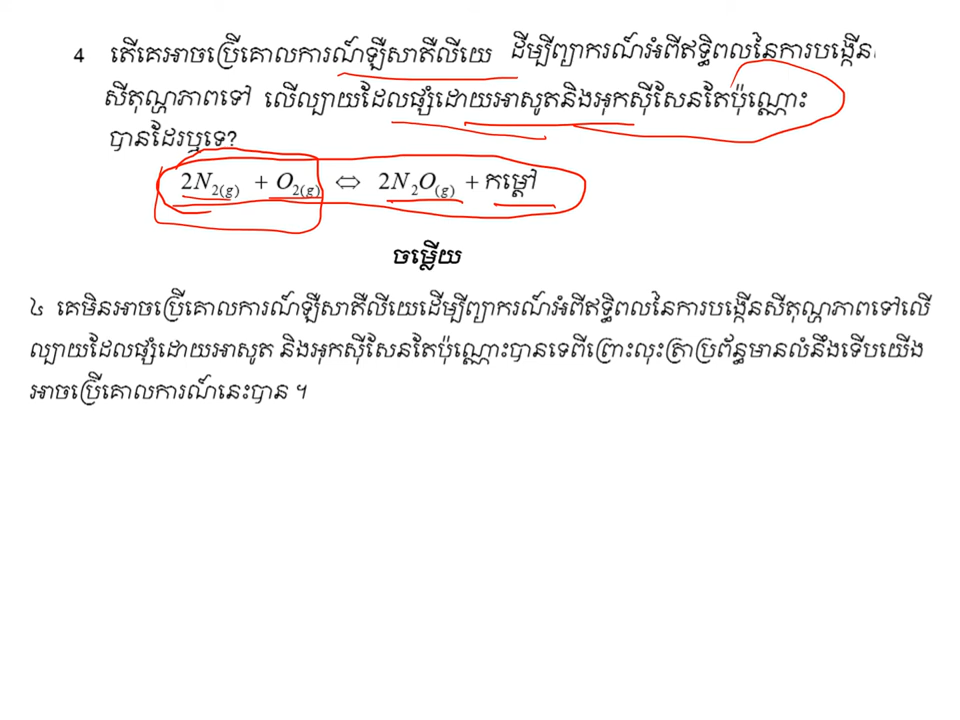 4 តើគេអាចប្រើគោលការណ៍ឡឺសាតឺលីយេ ដើម្បីព្យាករណ៍អំពីឥទ្ធិពលនៃការបង្កើន
សីតុណ្ហភាពទៅ លើល្បាយដែលផ្សំដោយអាសូតនិងអុកស៊ីសែនតែប៉ុណ្ណោះ
បានដែរឬទេ?
2N2(g) + O2(g) ⇔ 2N2O(g) + កម្ដៅ
ចម្លើយ
៤ គេមិនអាចប្រើគោលការណ៍ឡឺសាតឺលីយេដើម្បីព្យាករណ៍អំពីឥទ្ធិពលនៃការបង្កើនសីតុណ្ហភាពទៅលើ
ល្បាយដែលផ្សំដោយអាសូត និងអុកស៊ីសែនតែប៉ុណ្ណោះបានទេពីព្រោះលុះត្រាប្រព័ន្ធមានលំនឹងទើបយើង
អាចប្រើគោលការណ៍នេះបាន ។